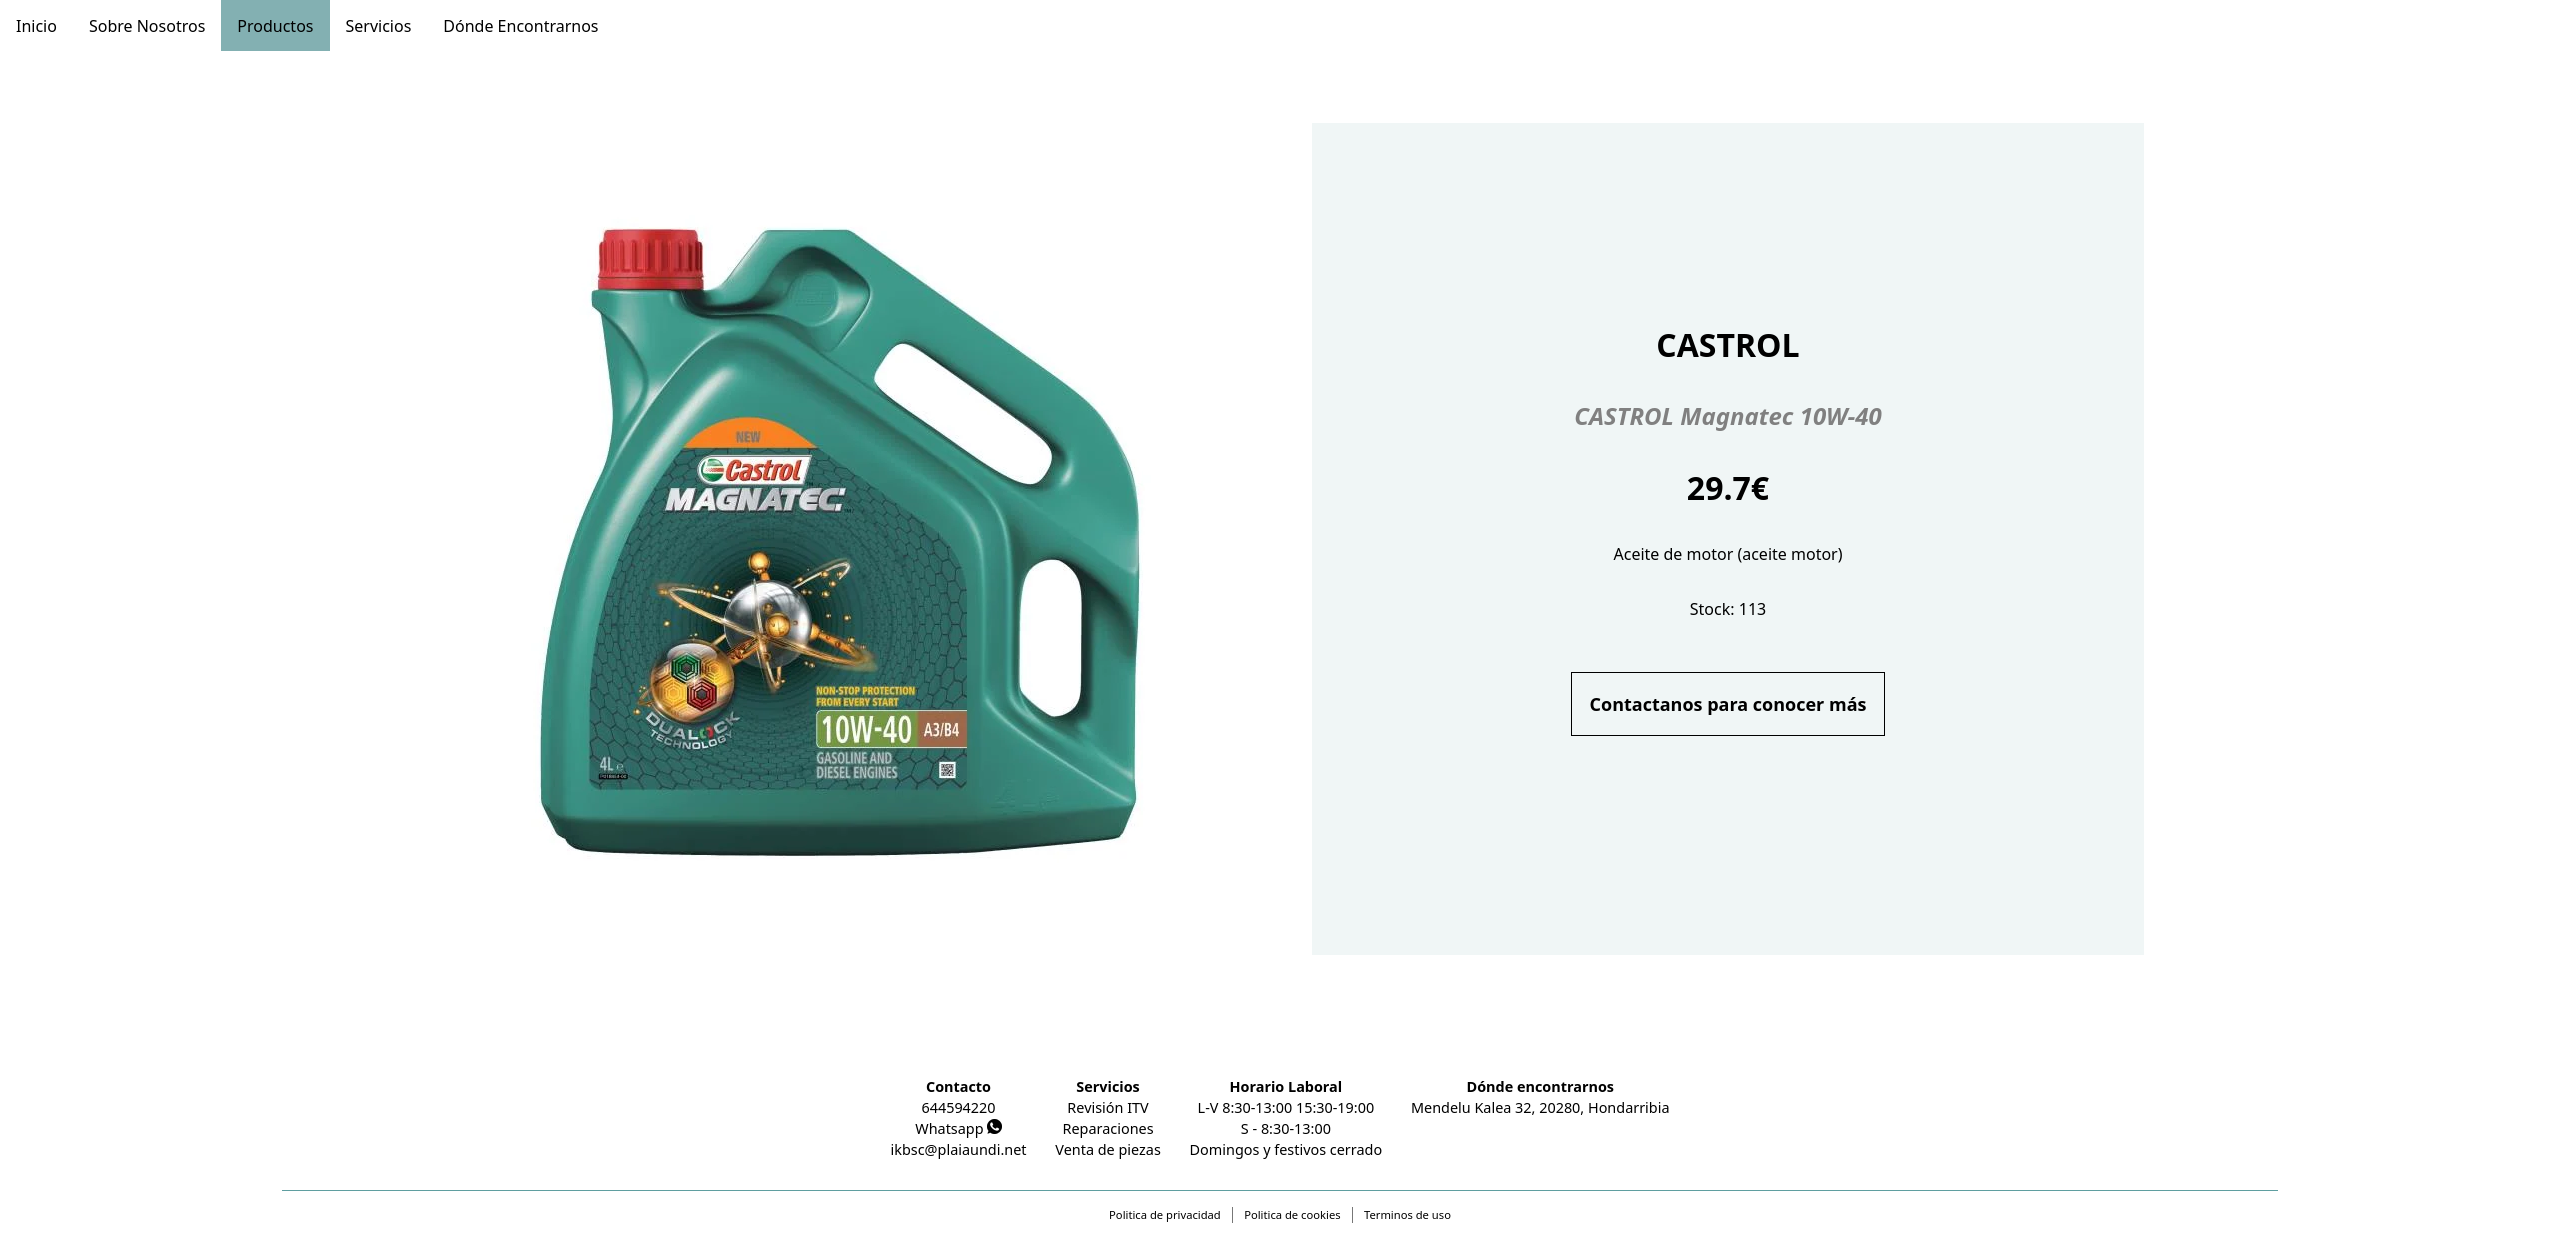 Inicio
Sobre Nosotros
Productos
Servicios
Dónde Encontrarnos
NEW
Castrol
MAGNATEC
DUALOCK
TECHNOLOGY
NON-STOP PROTECTION
FROM EVERY START
10W-40 A3/B4
GASOLINE AND
DIESEL ENGINES
4L e
CASTROL
CASTROL Magnatec 10W-40
29.7€
Aceite de motor (aceite motor)
Stock: 113
Contactanos para conocer más
Contacto
644594220
Whatsapp
ikbsc@plaiaundi.net
Servicios
Revisión ITV
Reparaciones
Venta de piezas
Horario Laboral
L-V 8:30-13:00 15:30-19:00
S - 8:30-13:00
Domingos y festivos cerrado
Dónde encontrarnos
Mendelu Kalea 32, 20280, Hondarribia
Politica de privacidad
Politica de cookies
Terminos de uso